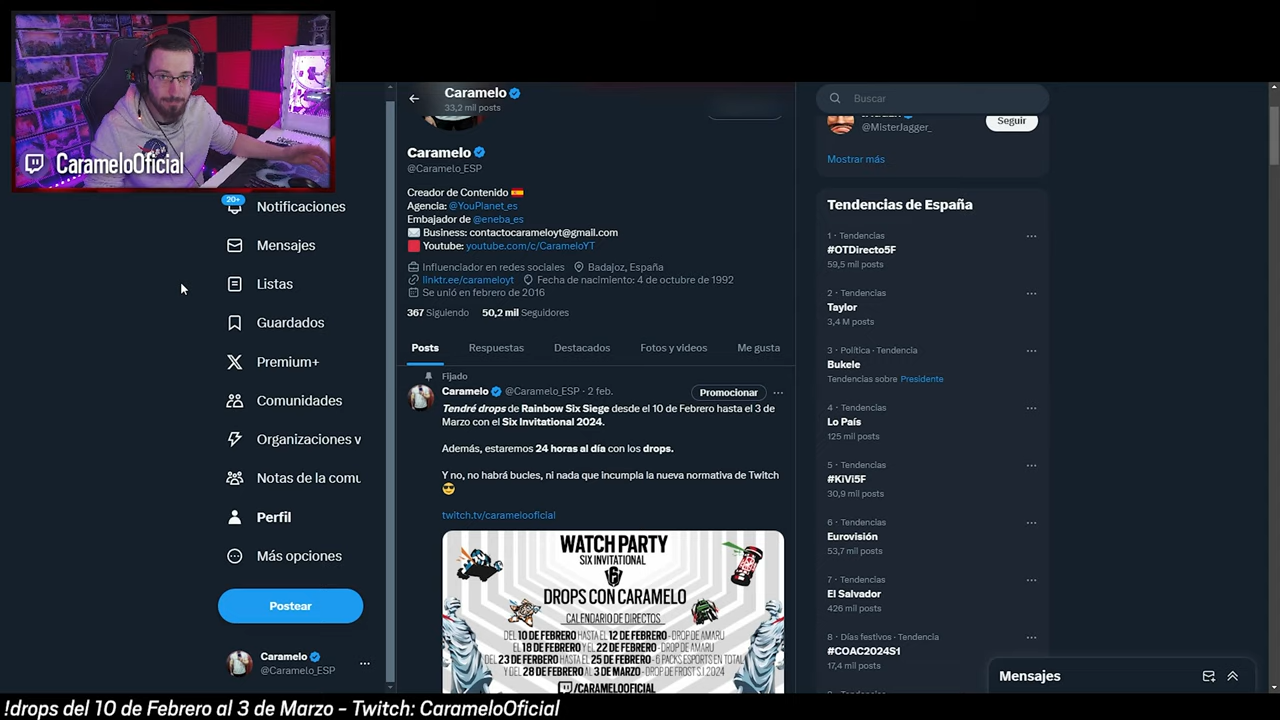 CarameloOficial
20+
Notificaciones
Mensajes
Listas
Guardados
Premium+
Comunidades
Organizaciones v
Notas de la comu
Perfil
Más opciones
Postear
Caramelo
@Caramelo_ESP
Caramelo
33,2 mil posts
Caramelo
@Caramelo_ESP
Creador de Contenido
Agencia: @YouPlanet_es
Embajador de @eneba_es
Business: contactocarameloyt@gmail.com
Youtube: youtube.com/c/CarameloYT
Influenciador en redes sociales Badajoz, España
linktr.ee/carameloyt Fecha de nacimiento: 4 de octubre de 1992
Se unió en febrero de 2016
367 Siguiendo 50,2 mil Seguidores
Posts Respuestas Destacados Fotos y videos Me gusta
Fijado
Caramelo @Caramelo_ESP · 2 feb. Promocionar
Tendré drops de Rainbow Six Siege desde el 10 de Febrero hasta el 3 de
Marzo con el Six Invitational 2024.
Además, estaremos 24 horas al día con los drops.
Y no, no habrá bucles, ni nada que incumpla la nueva normativa de Twitch
twitch.tv/caramelooficial
WATCH PARTY
SIX INVITATIONAL
DROPS CON CARAMELO
CALENDARIO DE DIRECTOS
DEL 10 DE FEBRERO HASTA EL 12 DE FEBRERO - DROP DE AMARU
EL 18 DE FEBRERO Y EL 22 DE FEBRERO - DROP DE AMARU
DEL 23 DE FERBERO HASTA EL 25 DE FEBRERO - 6 PACKS ESPORTS EN TOTAL
Y DEL 28 DE FEBRERO AL 3 DE MARZO - DROP DE FROST S.I 2024
/CARAMELOOFICIAL
Buscar
@MisterJagger_
Seguir
Mostrar más
Tendencias de España
1 · Tendencias
#OTDirecto5F
59,5 mil posts
2 · Tendencias
Taylor
3,4 M posts
3 · Política · Tendencia
Bukele
Tendencias sobre Presidente
4 · Tendencias
Lo País
125 mil posts
5 · Tendencias
#KiVi5F
30,9 mil posts
6 · Tendencias
Eurovisión
53,7 mil posts
7 · Tendencias
El Salvador
426 mil posts
8 · Días festivos · Tendencia
#COAC2024S1
17,4 mil posts
Mensajes
!drops del 10 de Febrero al 3 de Marzo - Twitch: CarameloOficial